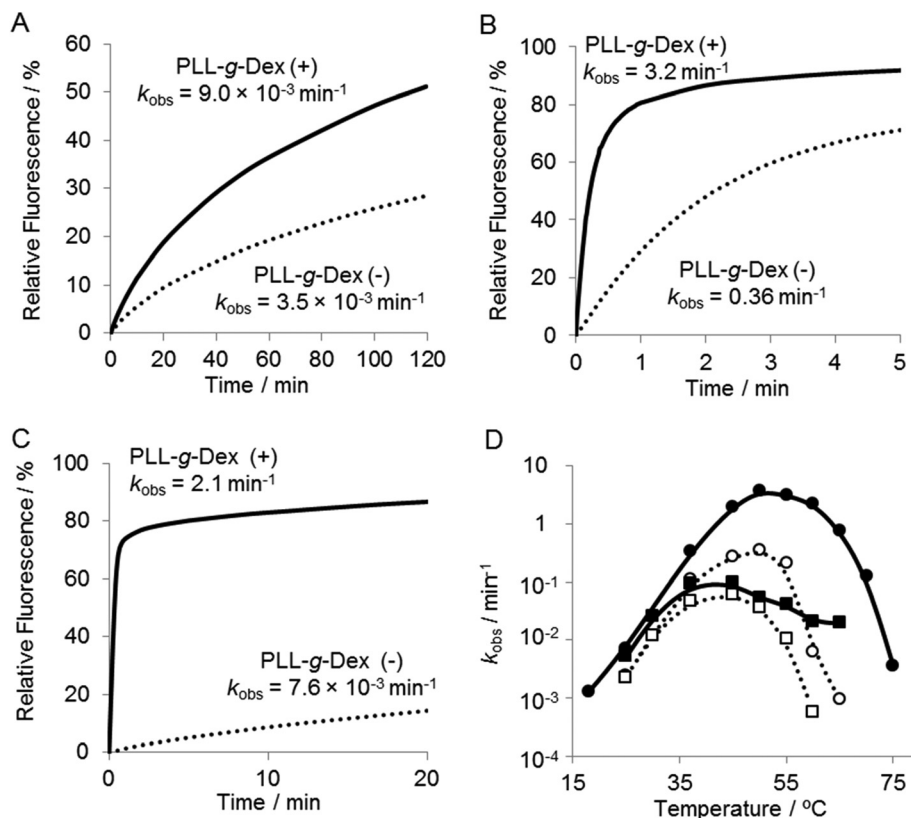 A
60
50
40
30
20
10
0
Relative Fluorescence / %
PLL-g-Dex (+)
kobs = 9.0 × 10-3 min-1
PLL-g-Dex (-)
kobs = 3.5 × 10-3 min-1
0 20 40 60 80 100 120
Time / min
B
100
80
60
40
20
0
Relative Fluorescence / %
PLL-g-Dex (+)
kobs = 3.2 min-1
PLL-g-Dex (-)
kobs = 0.36 min-1
0 1 2 3 4 5
Time / min
C
100
80
60
40
20
0
Relative Fluorescence / %
PLL-g-Dex (+)
kobs = 2.1 min-1
PLL-g-Dex (-)
kobs = 7.6 × 10-3 min-1
0 10 20
Time / min
D
10
1
10-1
10-2
10-3
10-4
kobs / min-1
15 35 55 75
Temperature / ºC